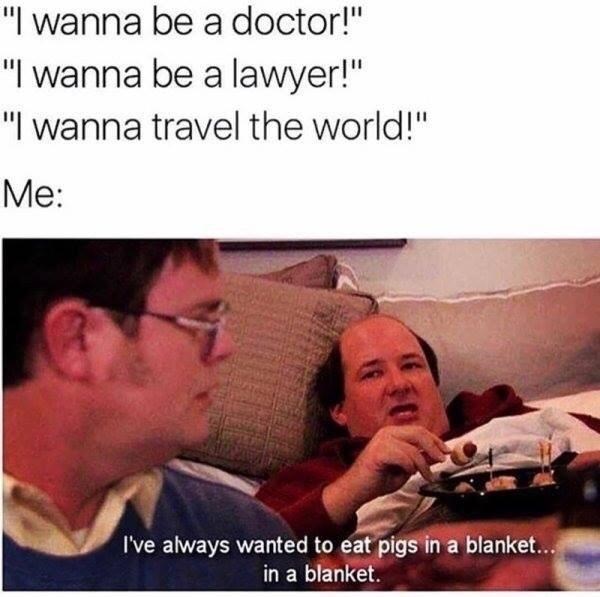 "I wanna be a doctor!"
"I wanna be a lawyer!"
"I wanna travel the world!"
Me:
I've always wanted to eat pigs in a blanket...
in a blanket.